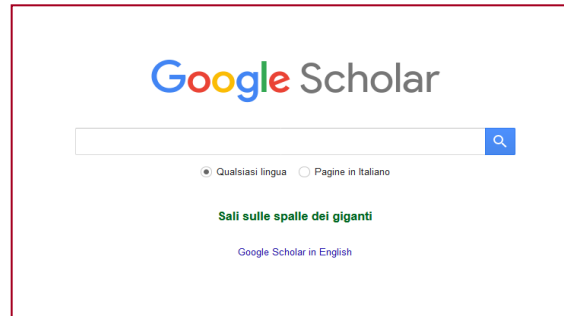 Google Scholar
Qualsiasi lingua Pagine in Italiano
Sali sulle spalle dei giganti
Google Scholar in English